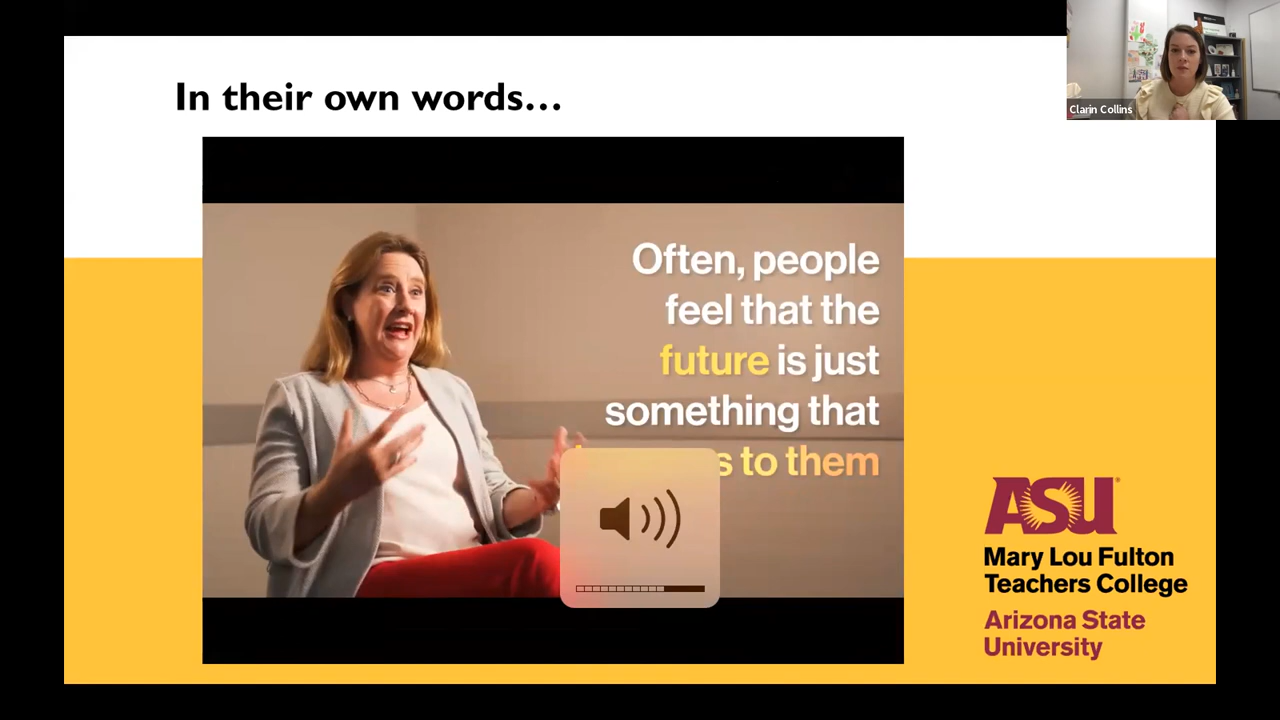 In their own words...
Clarin Collins
Often, people
feel that the
future is just
something that
s to them
ASU
Mary Lou Fulton
Teachers College
Arizona State
University